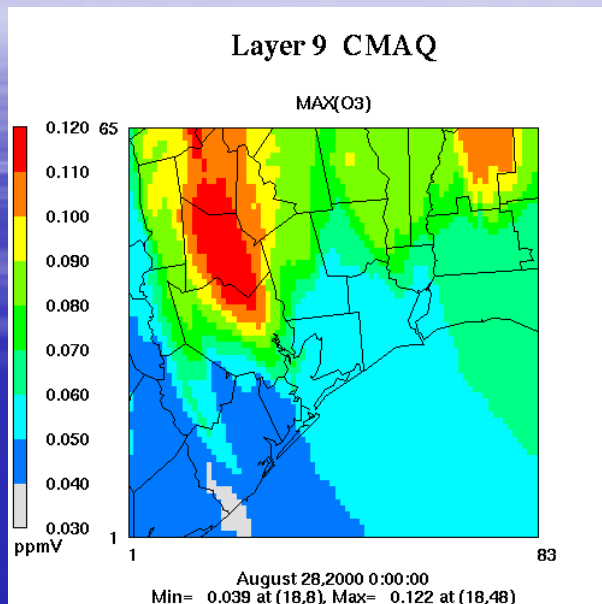 Layer 9 CMAQ
MAX(O3)
0.120
0.110
0.100
0.090
0.080
0.070
0.060
0.050
0.040
0.030
ppmV
65
1
1
83
August 28,2000 0:00:00
Min= 0.039 at (18,8), Max= 0.122 at (18,48)